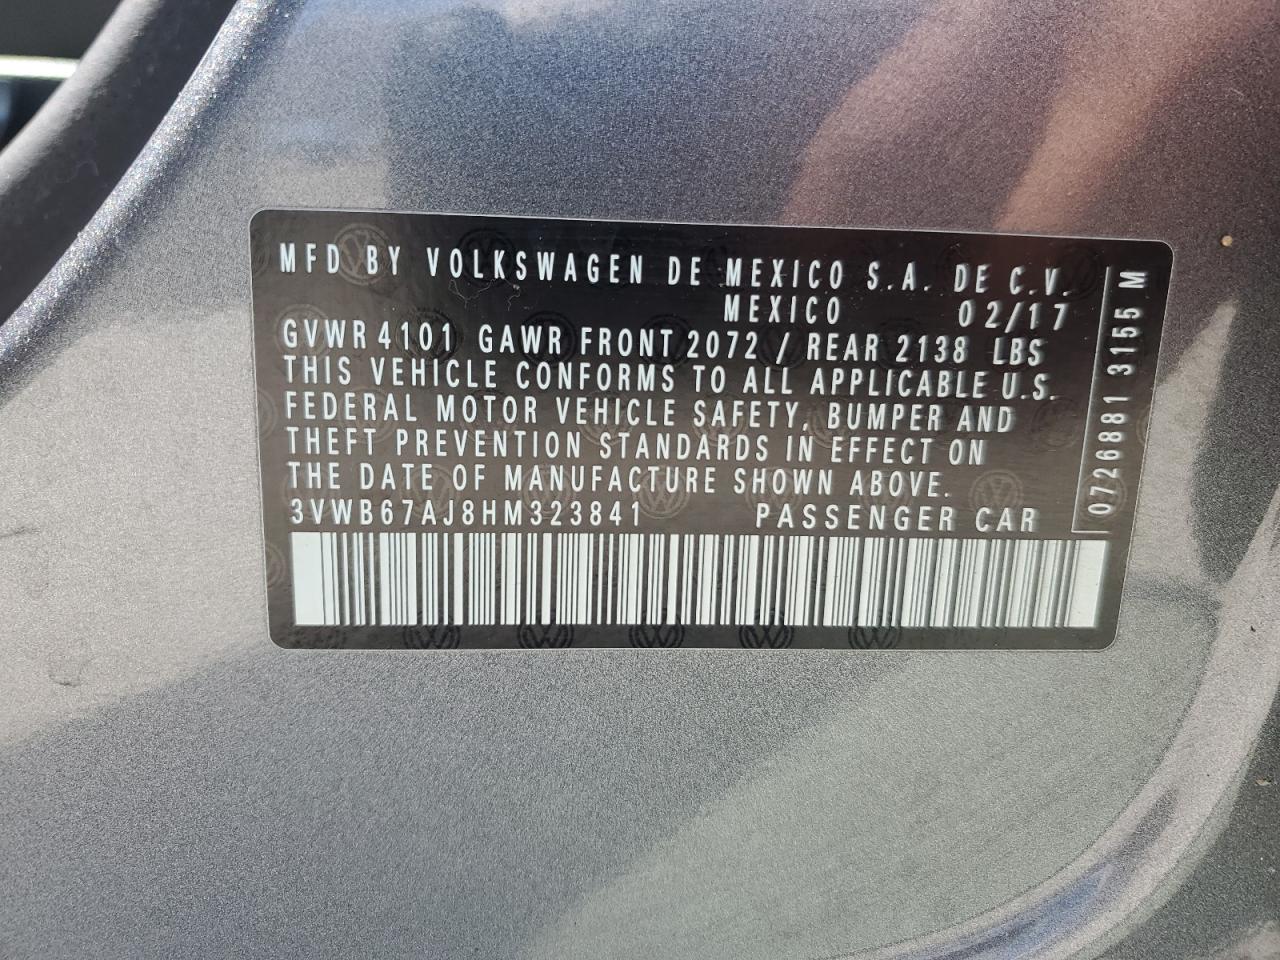 MFD BY VOLKSWAGEN DE MEXICO S.A. DE C.V.
MEXICO 02/17
GVWR 4101 GAWR FRONT 2072 / REAR 2138 LBS
THIS VEHICLE CONFORMS TO ALL APPLICABLE U.S.
FEDERAL MOTOR VEHICLE SAFETY, BUMPER AND
THEFT PREVENTION STANDARDS IN EFFECT ON
THE DATE OF MANUFACTURE SHOWN ABOVE.
3VWB67AJ8HM323841 PASSENGER CAR
0726881 3155 M